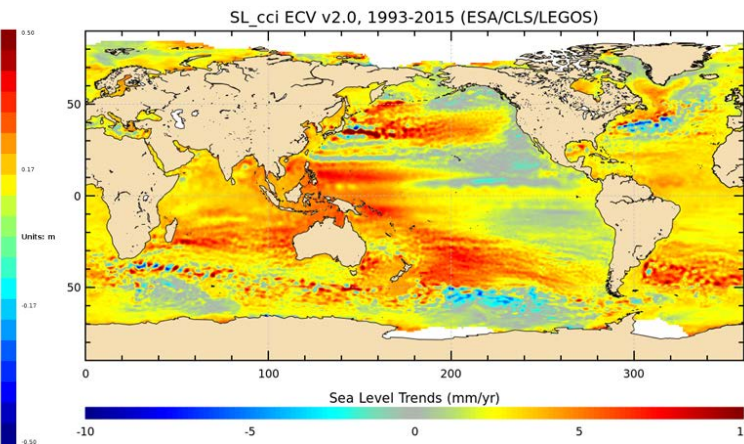 SL_cci ECV v2.0, 1993-2015 (ESA/CLS/LEGOS)
0.50
50
0.17
0
Units: m
50
-0.17
0 100 200 300
Sea Level Trends (mm/yr)
-10 -5 0 5 1
-0.50